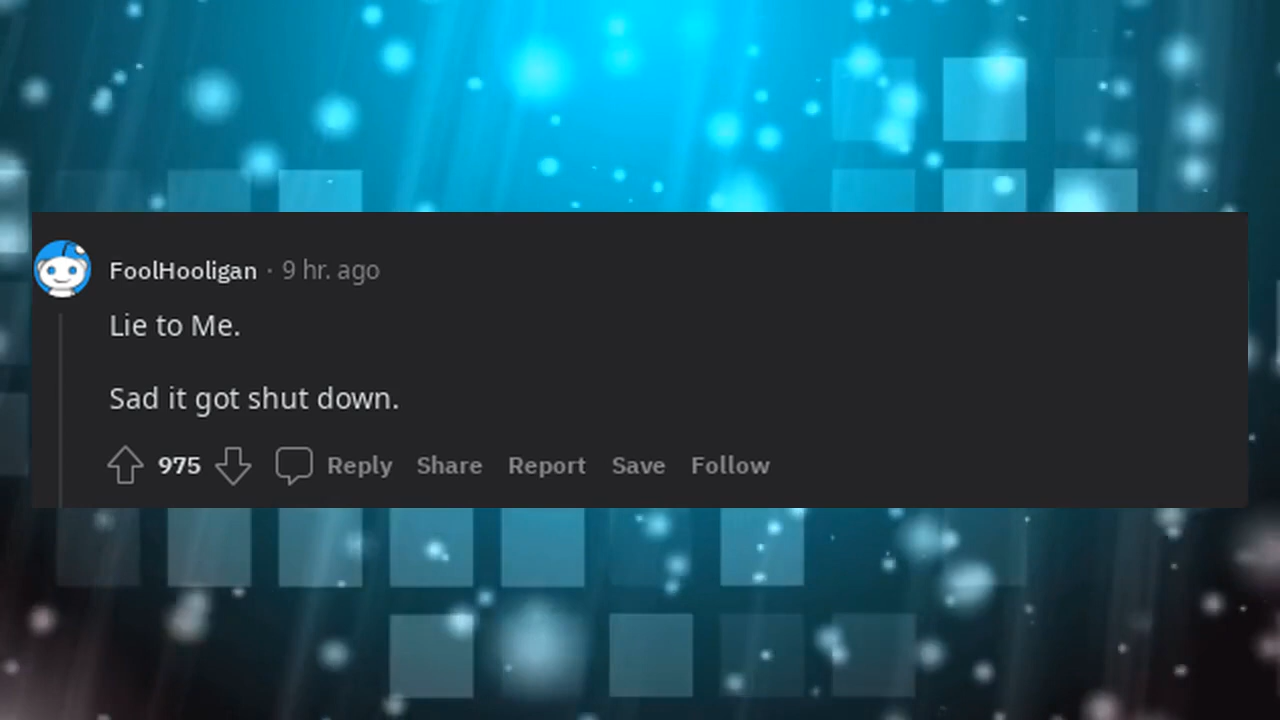 FoolHooligan · 9 hr. ago
Lie to Me.
Sad it got shut down.
975 Reply Share Report Save Follow